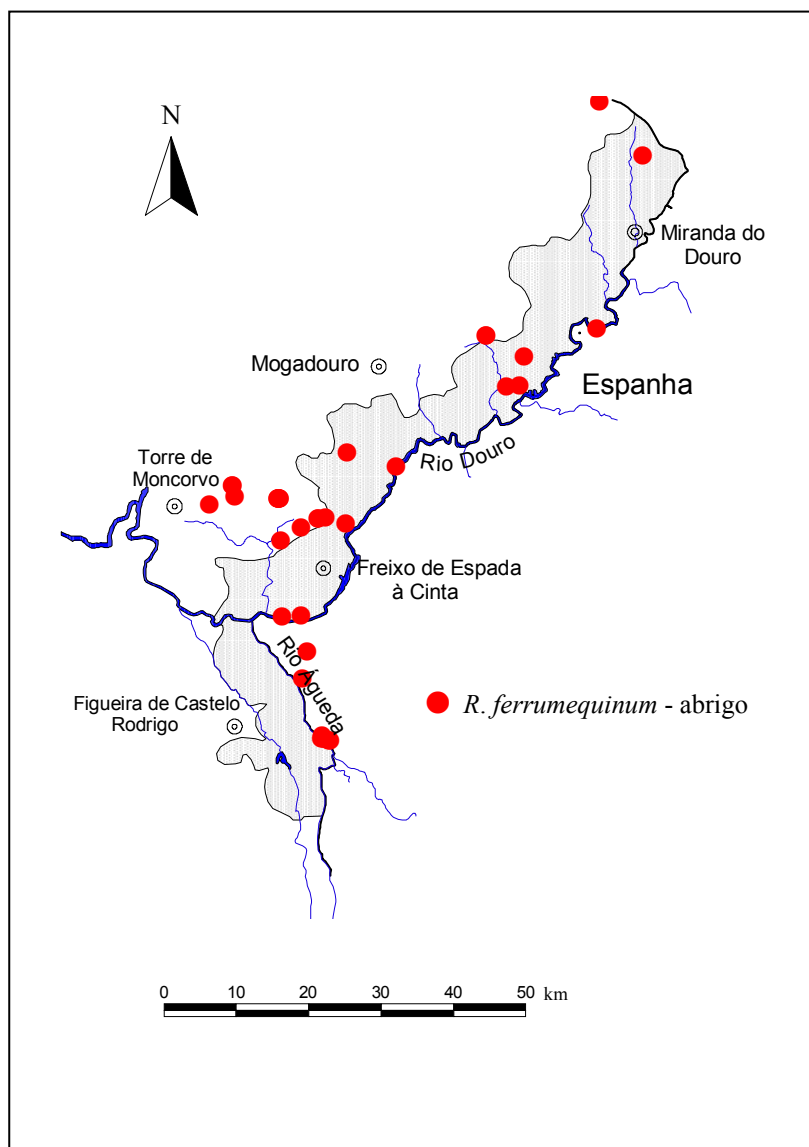 N
Miranda do
Douro
Mogadouro
Espanha
Rio Douro
Torre de
Moncorvo
Freixo de Espada
à Cinta
Rio Águeda
Figueira de Castelo
Rodrigo
R. ferrumequinum - abrigo
0 10 20 30 40 50 km